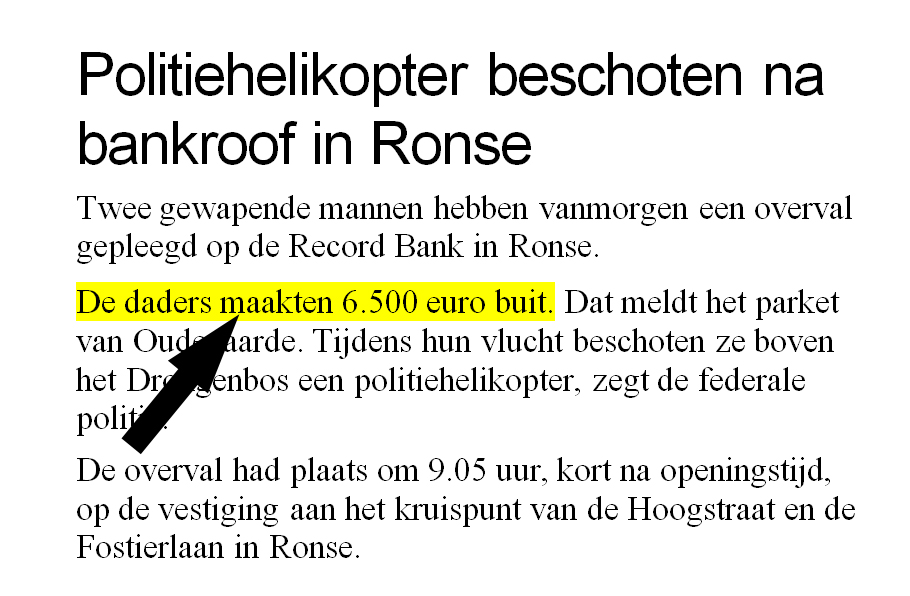 Politiehelikopter beschoten na
bankroof in Ronse
Twee gewapende mannen hebben vanmorgen een overval
gepleegd op de Record Bank in Ronse.
De daders maakten 6.500 euro buit. Dat meldt het parket
van Oudenaarde. Tijdens hun vlucht beschoten ze boven
het Drongenbos een politiehelikopter, zegt de federale
politie.
De overval had plaats om 9.05 uur, kort na openingstijd,
op de vestiging aan het kruispunt van de Hoogstraat en de
Fostierlaan in Ronse.